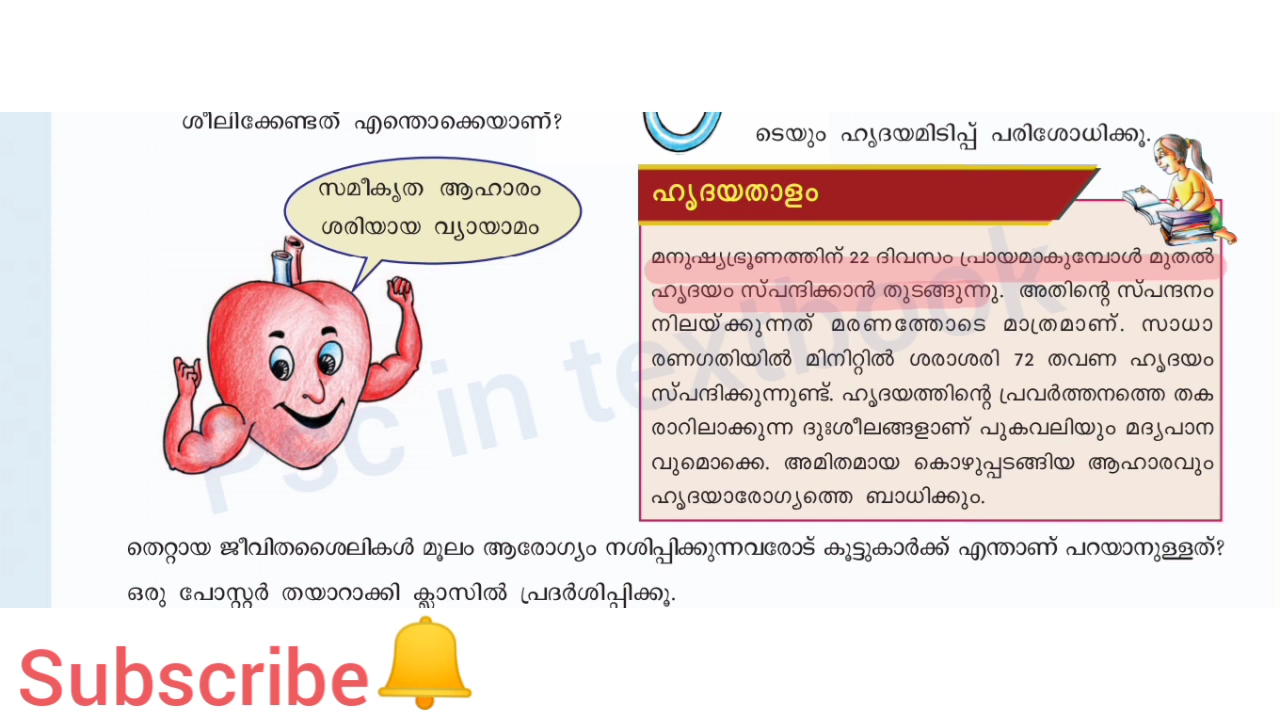 ശീലിക്കേണ്ടത് എന്തൊക്കെയാണ്?
ടെയും ഹൃദയമിടിപ്പ് പരിശോധിക്കൂ.
സമീകൃത ആഹാരം
ശരിയായ വ്യായാമം
ഹൃദയതാളം
മനുഷ്യഭ്രൂണത്തിന് 22 ദിവസം പ്രായമാകുമ്പോൾ മുതൽ
ഹൃദയം സ്പന്ദിക്കാൻ തുടങ്ങുന്നു. അതിന്റെ സ്പന്ദനം
നിലയ്ക്കുന്നത് മരണത്തോടെ മാത്രമാണ്. സാധാ
രണഗതിയിൽ മിനിറ്റിൽ ശരാശരി 72 തവണ ഹൃദയം
സ്പന്ദിക്കുന്നുണ്ട്. ഹൃദയത്തിന്റെ പ്രവർത്തനത്തെ തക
രാറിലാക്കുന്ന ദുഃശീലങ്ങളാണ് പുകവലിയും മദ്യപാന
വുമൊക്കെ. അമിതമായ കൊഴുപ്പടങ്ങിയ ആഹാരവും
ഹൃദയാരോഗ്യത്തെ ബാധിക്കും.
Psc in textbook
തെറ്റായ ജീവിതശൈലികൾ മൂലം ആരോഗ്യം നശിപ്പിക്കുന്നവരോട് കൂട്ടുകാർക്ക് എന്താണ് പറയാനുള്ളത്?
ഒരു പോസ്റ്റർ തയാറാക്കി ക്ലാസിൽ പ്രദർശിപ്പിക്കൂ.
Subscribe